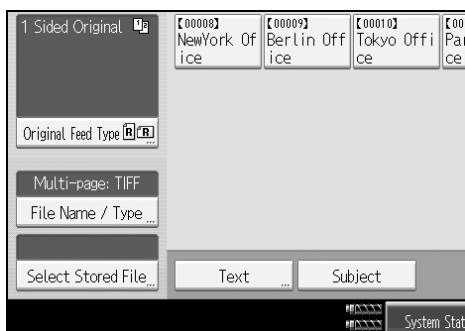 1 Sided Original
Original Feed Type
Multi-page: TIFF
File Name / Type
Select Stored File
【00008】
NewYork Of
ice
【00009】
Berlin Off
ice
【00010】
Tokyo Offi
ce
【00
Pa
ce
Text
Subject
System Stat